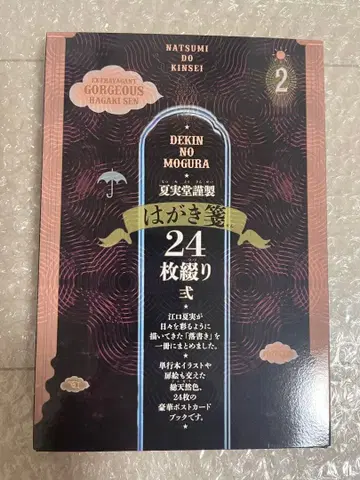 NATSUMI
DO
KINSEI
EXTRAVAGANT
GORGEOUS
HAGAKI SEN
2
DEKIN
NO
MOGURA
夏実堂謹製
はがき箋
24
枚綴り
弐
江口夏実が
日々を彩るように
描いてきた「落書き」を
一冊にまとめました。
単行本イラストや
扉絵も交えた
総天然色、
24枚の
豪華ポストカード
ブックです。